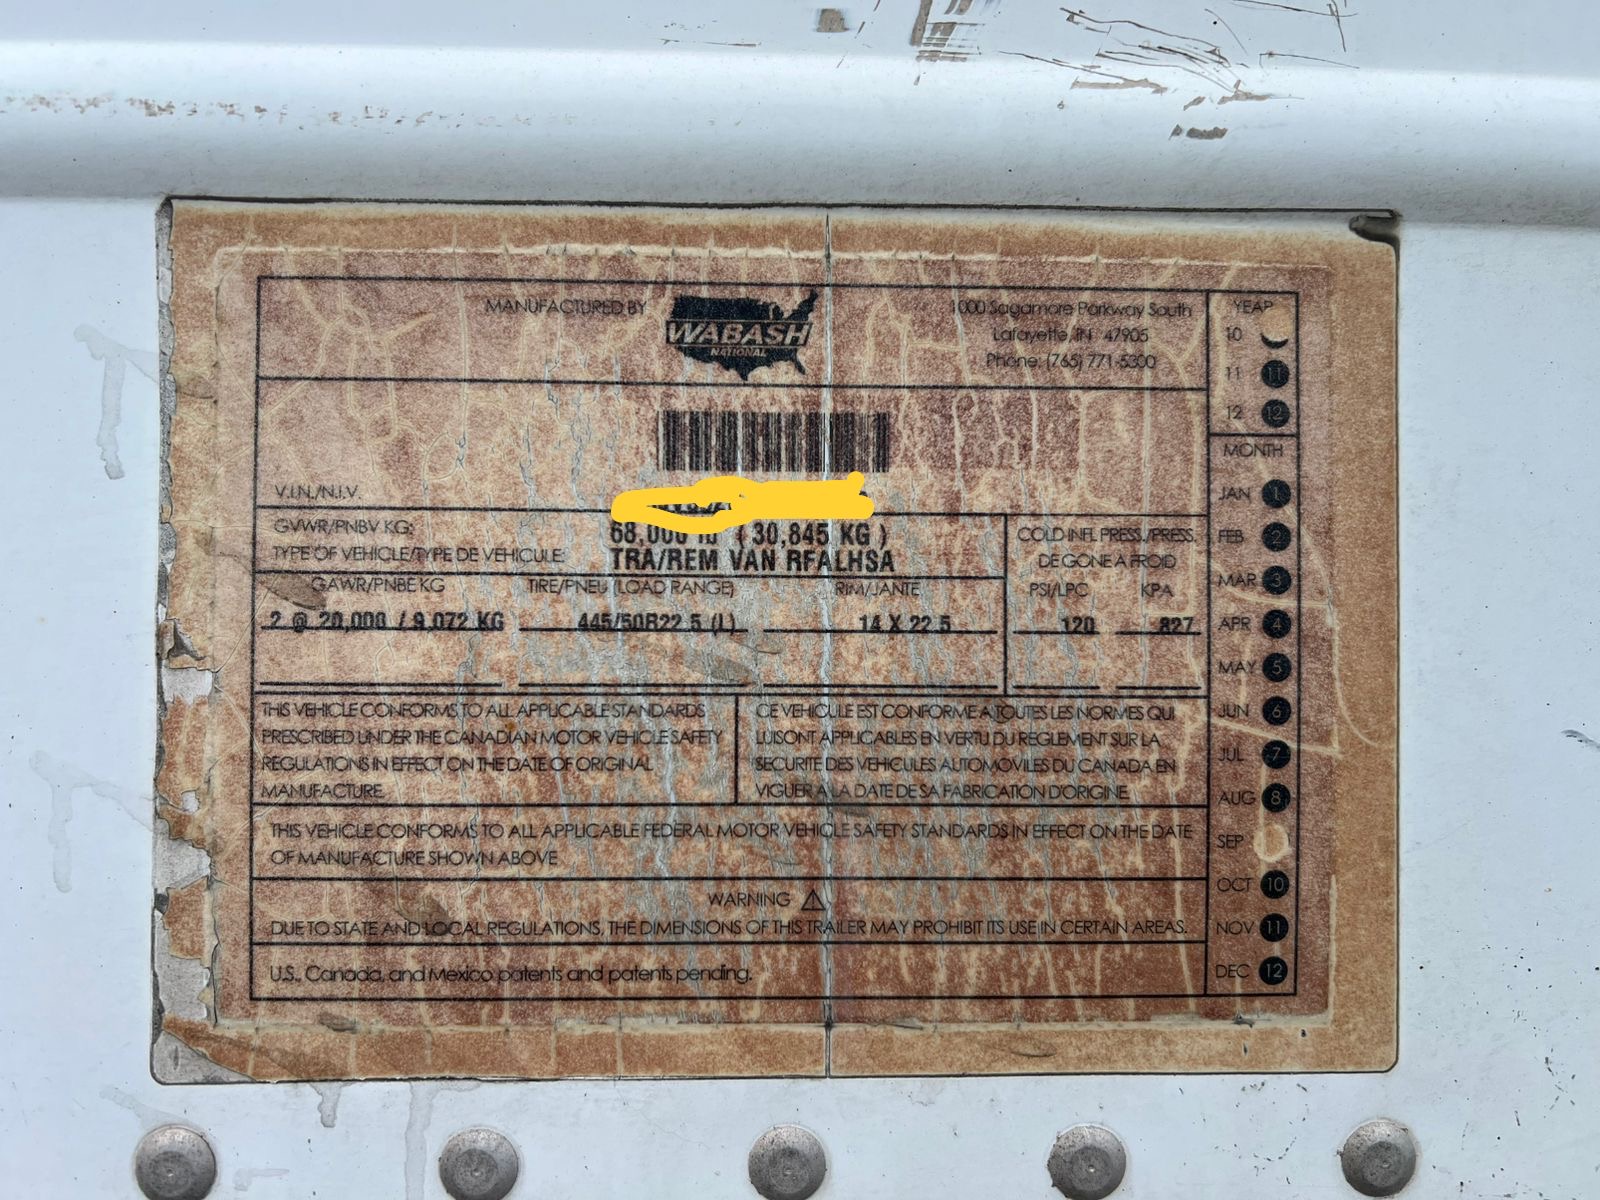 MANUFACTURED BY
WABASH
NATIONAL
1000 Sagamore Parkway South
Lafayette, IN 47905
Phone: (765) 771-5300
V.I.N./N.I.V.
GVWR/PNBV KG:
68,000 lb ( 30,845 KG )
TYPE OF VEHICLE/TYPE DE VEHICULE:
TRA/REM VAN RFALHSA
GAWR/PNBE KG
TIRE/PNEU (LOAD RANGE)
RIM/JANTE
COLD INFL. PRESS./PRESS.
DE GONE A FROID
PSI/LPC
KPA
2 @ 20,000 / 9,072 KG
445/50R22.5 (L)
14 X 22.5
120
827
THIS VEHICLE CONFORMS TO ALL APPLICABLE STANDARDS
PRESCRIBED UNDER THE CANADIAN MOTOR VEHICLE SAFETY
REGULATIONS IN EFFECT ON THE DATE OF ORIGINAL
MANUFACTURE.
CE VEHICULE EST CONFORME A TOUTES LES NORMES QUI
LUISONT APPLICABLES EN VERTU DU REGLEMENT SUR LA
SECURITE DES VEHICULES AUTOMOVILES DU CANADA EN
VIGUER A LA DATE DE SA FABRICATION D'ORIGINE.
THIS VEHICLE CONFORMS TO ALL APPLICABLE FEDERAL MOTOR VEHICLE SAFETY STANDARDS IN EFFECT ON THE DATE
OF MANUFACTURE SHOWN ABOVE
WARNING
DUE TO STATE AND LOCAL REGULATIONS, THE DIMENSIONS OF THIS TRAILER MAY PROHIBIT ITS USE IN CERTAIN AREAS.
U.S., Canada, and Mexico patents and patents pending.
YEAR
10
11 11
12 12
MONTH
JAN 1
FEB 2
MAR 3
APR 4
MAY 5
JUN 6
JUL 7
AUG 8
SEP
OCT 10
NOV 11
DEC 12